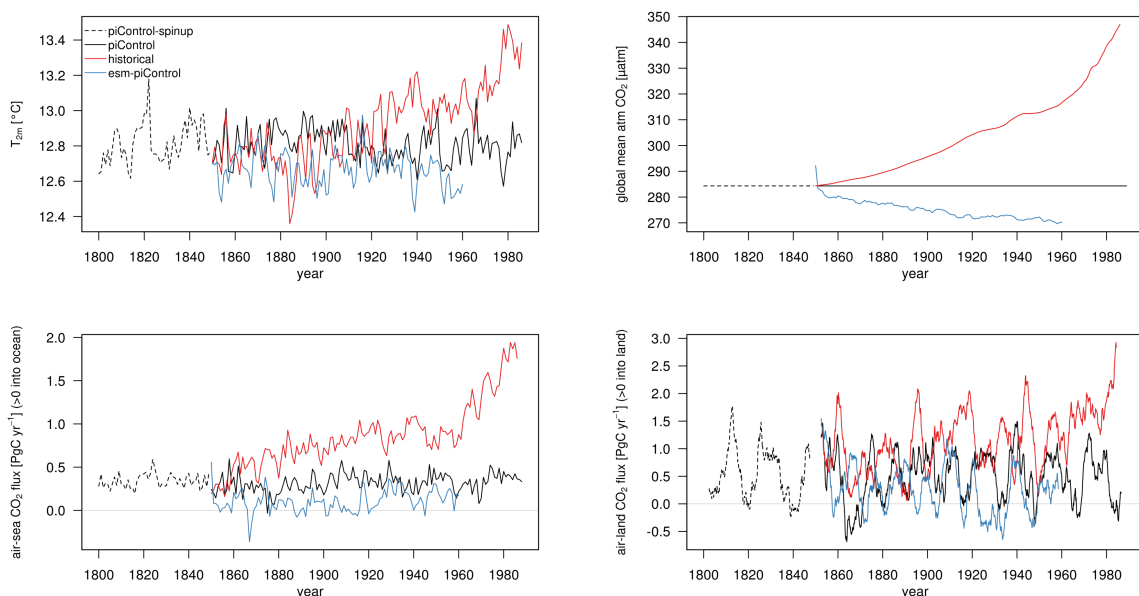 T₂ₘ [°C]
13.4
13.2
13.0
12.8
12.6
12.4
piControl-spinup
piControl
historical
esm-piControl
1800 1820 1840 1860 1880 1900 1920 1940 1960 1980
year
global mean atm CO₂ [µatm]
350
340
330
320
310
300
290
280
270
1800 1820 1840 1860 1880 1900 1920 1940 1960 1980
year
air-sea CO₂ flux [PgC yr⁻¹] (>0 into ocean)
2.0
1.5
1.0
0.5
0.0
1800 1820 1840 1860 1880 1900 1920 1940 1960 1980
year
air-land CO₂ flux [PgC yr⁻¹] (>0 into land)
3.0
2.5
2.0
1.5
1.0
0.5
0.0
-0.5
1800 1820 1840 1860 1880 1900 1920 1940 1960 1980
year